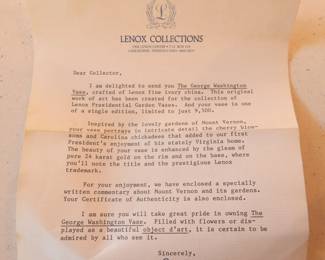 L
LENOX COLLECTIONS
Dear Collector,
I am delighted to send you The George Washington
Vase, crafted of Lenox fine ivory china. This original
work of art has been created for the collection of
Lenox Presidential Garden Vases. And your vase is one
of a single edition, limited to just 9,500.
Inspired by the lovely gardens of Mount Vernon,
your vase portrays in intricate detail the cherry blos-
soms and Carolina chickadees that added to our first
President's enjoyment of his stately Virginia home.
The beauty of your vase is enhanced by the gleam of
pure 24 karat gold on the rim and on the base, where
you'll note the title and the prestigious Lenox
trademark.
For your enjoyment, we have enclosed a specially
written commentary about Mount Vernon and its gardens.
Your Certificate of Authenticity is also enclosed.
I am sure you will take great pride in owning The
George Washington Vase. Filled with flowers or dis-
played as a beautiful object d'art, it is certain to be
admired by all who see it.
Sincerely,